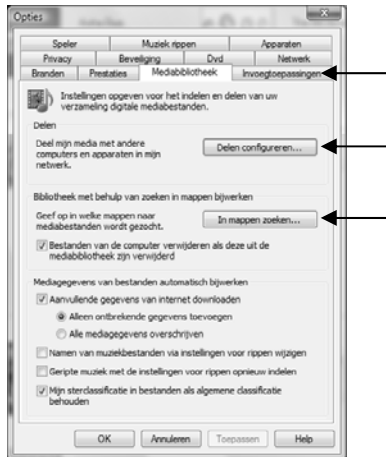 Opties
Speler Muziek rippen Apparaten
Privacy Beveiliging Dvd Netwerk
Branden Prestaties Mediabibliotheek Invoegtoepassingen
Instellingen opgeven voor het indelen en delen van uw
verzameling digitale mediabestanden.
Delen
Deel mijn media met andere
computers en apparaten in mijn
netwerk.
Delen configureren...
Bibliotheek met behulp van zoeken in mappen bijwerken
Geef op in welke mappen naar
mediabestanden wordt gezocht.
In mappen zoeken...
Bestanden van de computer verwijderen als deze uit de
mediabibliotheek zijn verwijderd
Mediagegevens van bestanden automatisch bijwerken
Aanvullende gegevens van internet downloaden
Alleen ontbrekende gegevens toevoegen
Alle mediagegevens overschrijven
Namen van muziekbestanden via instellingen voor rippen wijzigen
Geripte muziek met de instellingen voor rippen opnieuw indelen
Mijn sterclassificatie in bestanden als algemene classificatie
behouden
OK Annuleren Toepassen Help